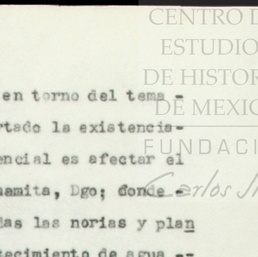 CENTRO D
ESTUDIO
DE HISTOR
DE MEXIC
FUNDACI
Carlos
en torno del tema -
rtado la existencia-
encial es afectar el
namita, Dgo; donde -
das las norias y plan
tecimiento de agua --